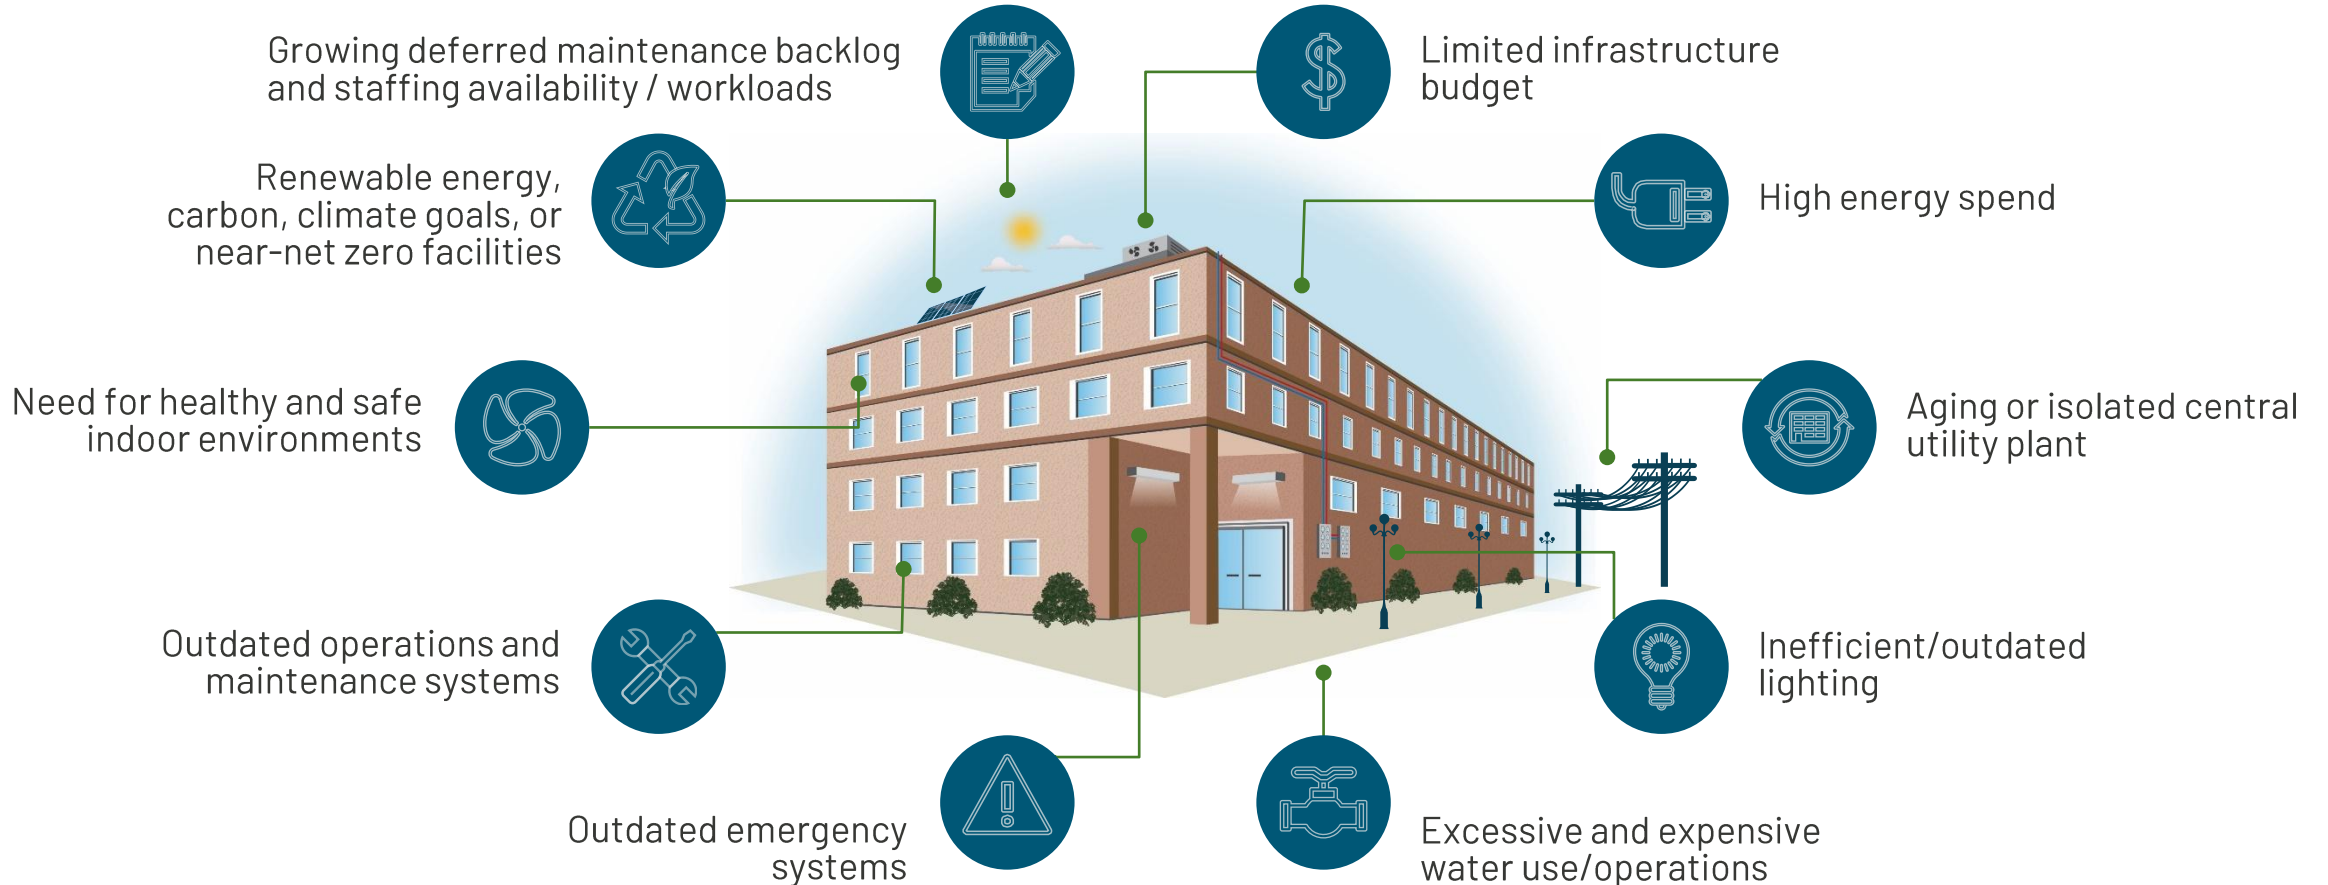 Growing deferred maintenance backlog
and staffing availability / workloads
Limited infrastructure
budget
Renewable energy,
carbon, climate goals, or
near-net zero facilities
High energy spend
Need for healthy and safe
indoor environments
Aging or isolated central
utility plant
Outdated operations and
maintenance systems
Inefficient/outdated
lighting
Outdated emergency
systems
Excessive and expensive
water use/operations